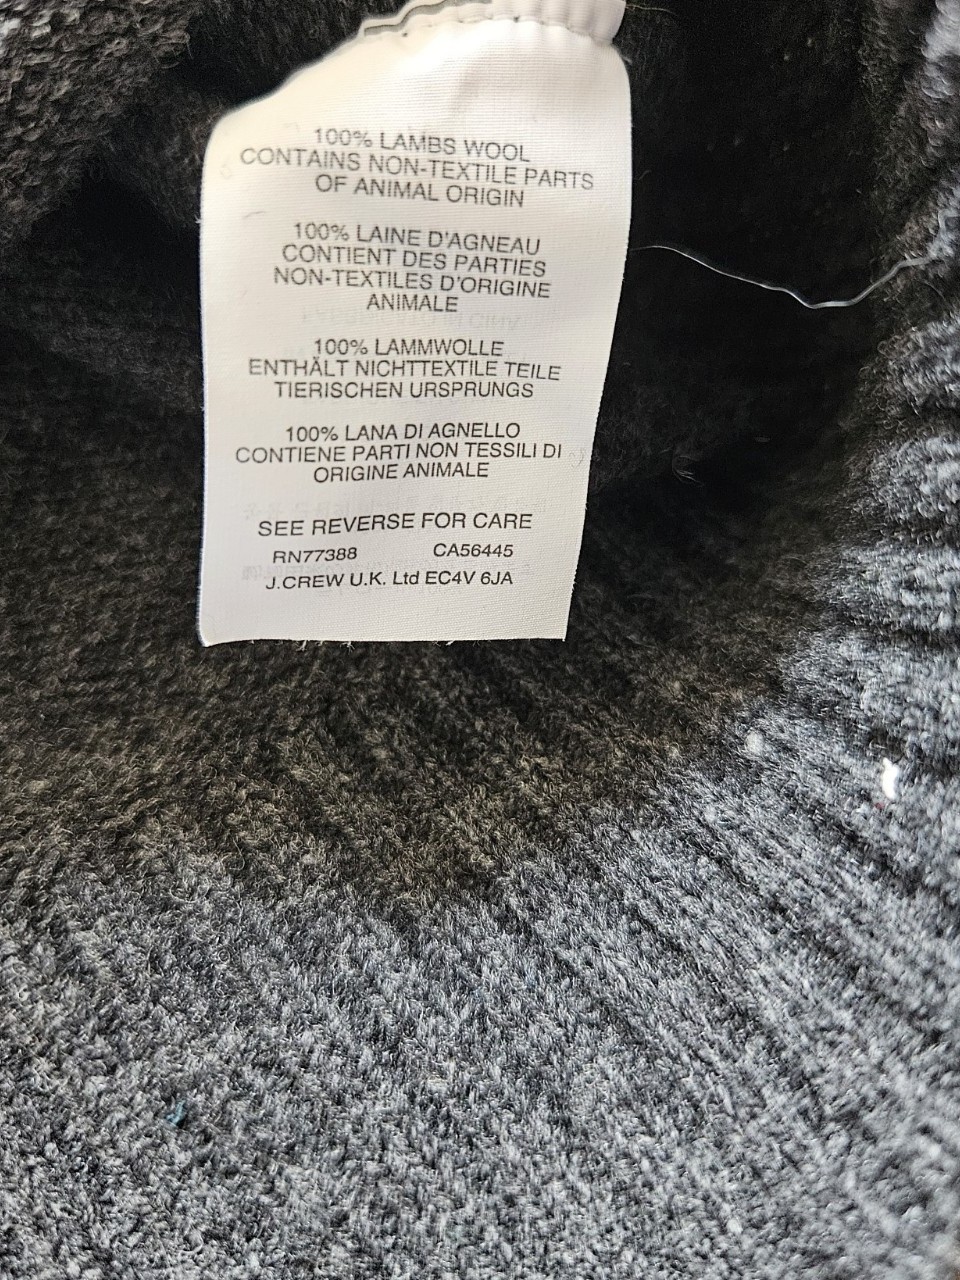 100% LAMBS WOOL
CONTAINS NON-TEXTILE PARTS
OF ANIMAL ORIGIN
100% LAINE D'AGNEAU
CONTIENT DES PARTIES
NON-TEXTILES D'ORIGINE
ANIMALE
100% LAMMWOLLE
ENTHÄLT NICHTTEXTILE TEILE
TIERISCHEN URSPRUNGS
100% LANA DI AGNELLO
CONTIENE PARTI NON TESSILI DI
ORIGINE ANIMALE
SEE REVERSE FOR CARE
RN77388 CA56445
J.CREW U.K. Ltd EC4V 6JA